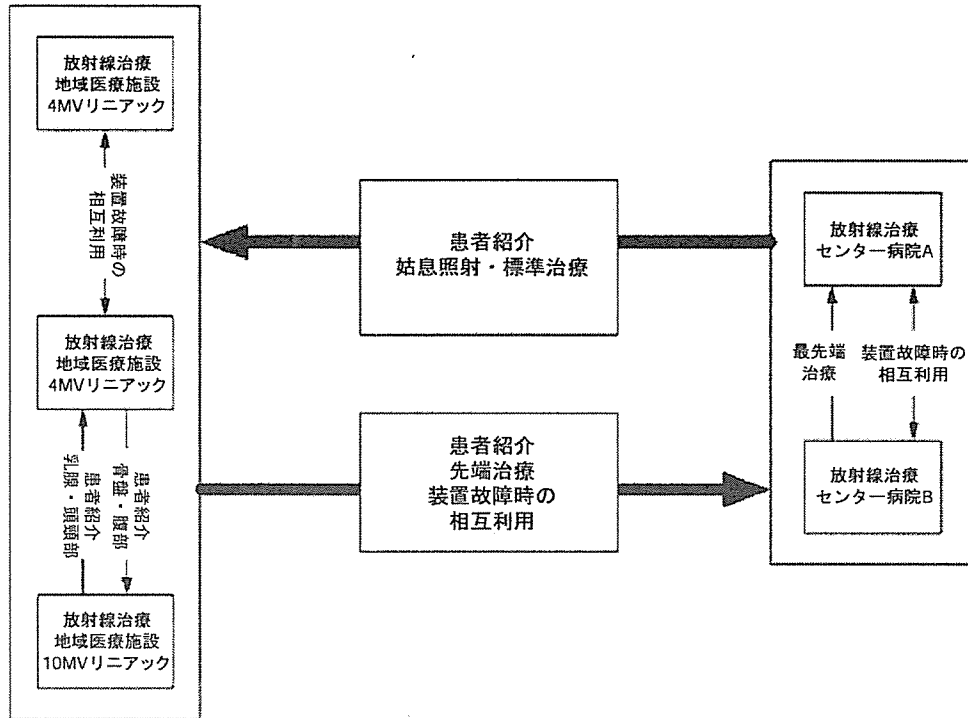 放射線治療
地域医療施設
4MVリニアック
装置故障時の
相互利用
放射線治療
地域医療施設
4MVリニアック
患者紹介
骨盤・腹部
患者紹介
乳腺・頭頸部
放射線治療
地域医療施設
10MVリニアック
患者紹介
姑息照射・標準治療
患者紹介
先端治療
装置故障時の
相互利用
放射線治療
センター病院A
最先端
治療
装置故障時の
相互利用
放射線治療
センター病院B